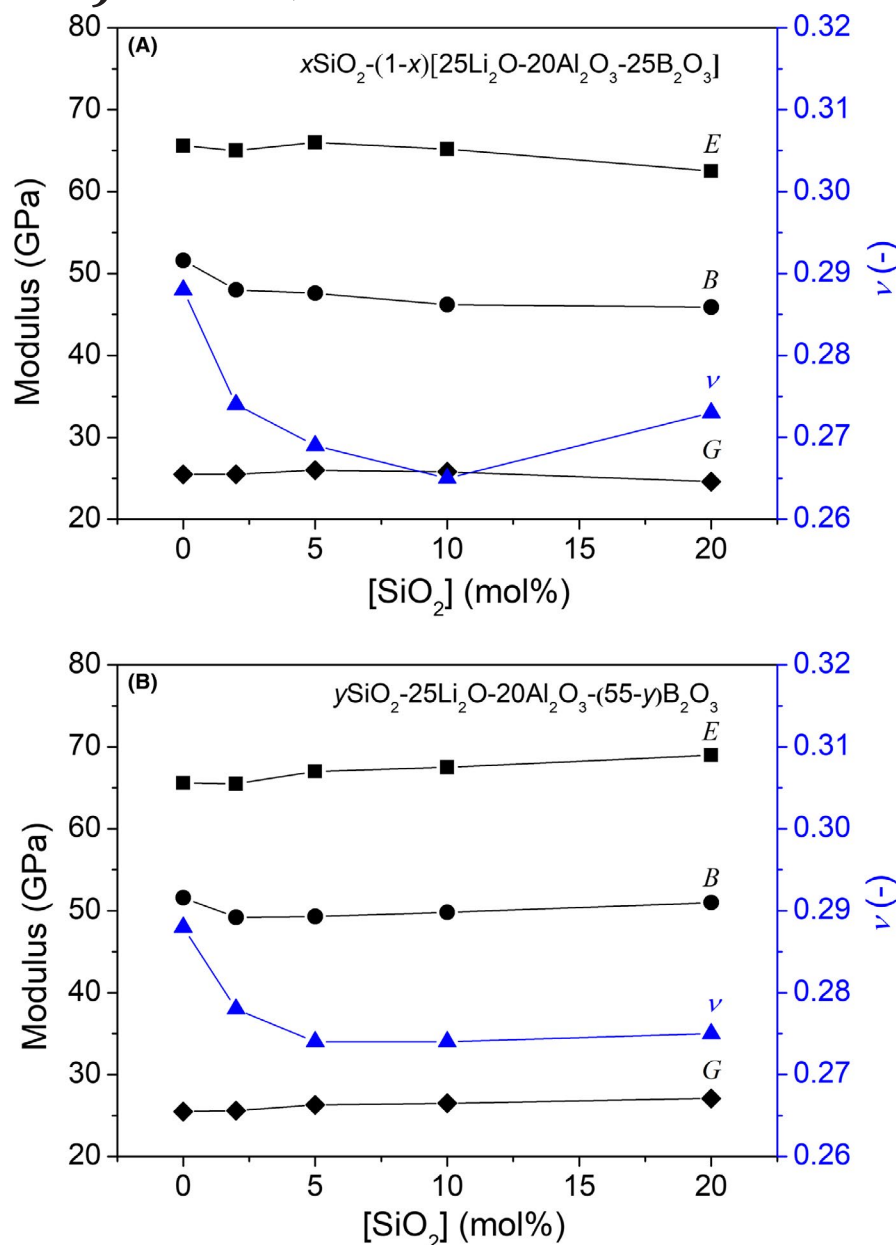 (A)
xSiO₂-(1-x)[25Li₂O-20Al₂O₃-25B₂O₃]
80
70
60
50
40
30
20
Modulus (GPa)
0.32
0.31
0.30
0.29
0.28
0.27
0.26
ν (-)
E
B
ν
G
0 5 10 15 20
[SiO₂] (mol%)
(B)
ySiO₂-25Li₂O-20Al₂O₃-(55-y)B₂O₃
80
70
60
50
40
30
20
Modulus (GPa)
0.32
0.31
0.30
0.29
0.28
0.27
0.26
ν (-)
E
B
ν
G
0 5 10 15 20
[SiO₂] (mol%)